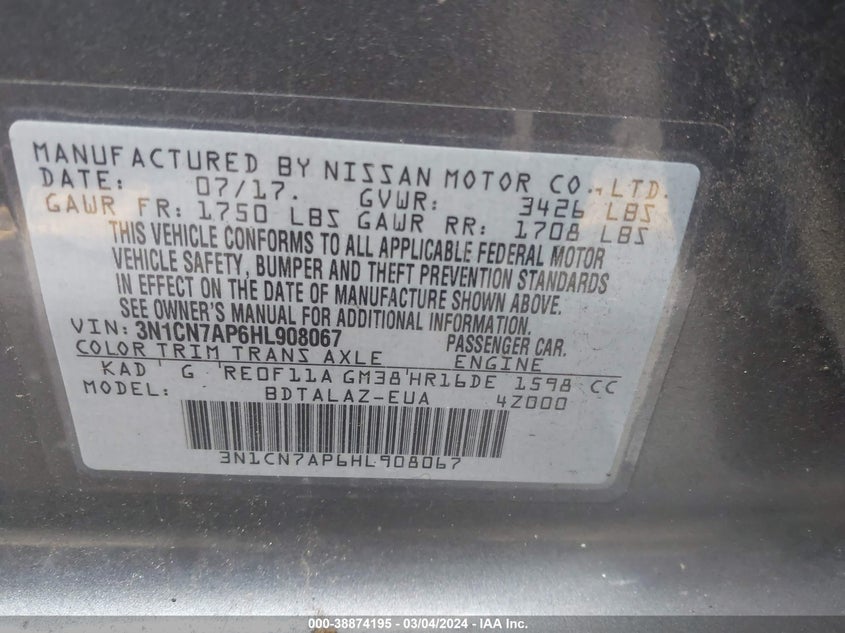 MANUFACTURED BY NISSAN MOTOR CO., LTD.
DATE: 07/17. GVWR: 3426 LBS
GAWR FR: 1750 LBS GAWR RR: 1708 LBS
THIS VEHICLE CONFORMS TO ALL APPLICABLE FEDERAL MOTOR
VEHICLE SAFETY, BUMPER AND THEFT PREVENTION STANDARDS
IN EFFECT ON THE DATE OF MANUFACTURE SHOWN ABOVE.
SEE OWNER'S MANUAL FOR ADDITIONAL INFORMATION.
VIN: 3N1CN7AP6HL908067 PASSENGER CAR.
COLOR TRIM TRANS AXLE ENGINE
KAD G RE0F11A GM38 HR16DE 1598 CC
MODEL: BDTALAZ-EUA 4Z000
3N1CN7AP6HL908067
000-38874195 - 03/04/2024 - IAA Inc.